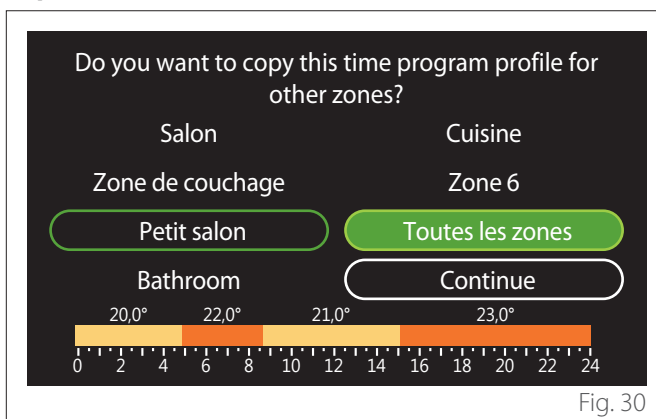 Do you want to copy this time program profile for
other zones?
Salon Cuisine
Zone de couchage Zone 6
Petit salon Toutes les zones
Bathroom Continue
20,0° 22,0° 21,0° 23,0°
0 2 4 6 8 10 12 14 16 18 20 22 24
Fig. 30